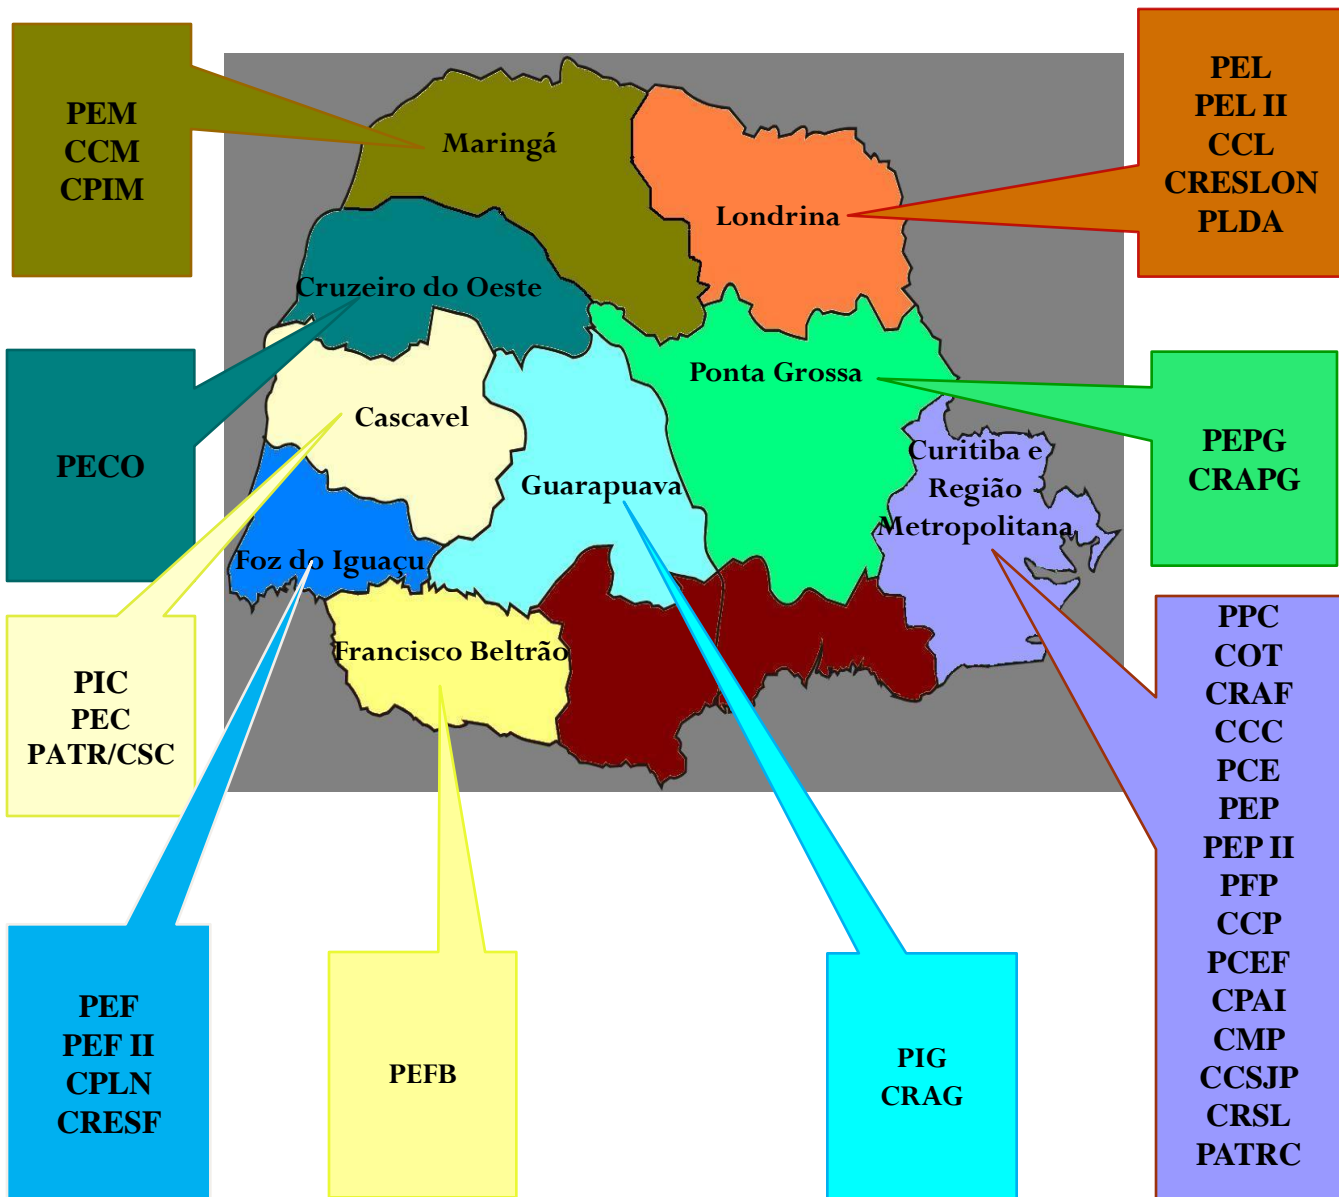 PEM
CCM
CPIM
PEL
PEL II
CCL
CRESLON
PLDA
Maringá
Londrina
Cruzeiro do Oeste
Ponta Grossa
Cascavel
Curitiba e
Região
Metropolitana
Guarapuava
Foz do Iguaçu
Francisco Beltrão
PECO
PEPG
CRAPG
PIC
PEC
PATR/CSC
PPC
COT
CRAF
CCC
PCE
PEP
PEP II
PFP
CCP
PCEF
CPAI
CMP
CCSJP
CRSL
PATRC
PEF
PEF II
CPLN
CRESF
PEFB
PIG
CRAG